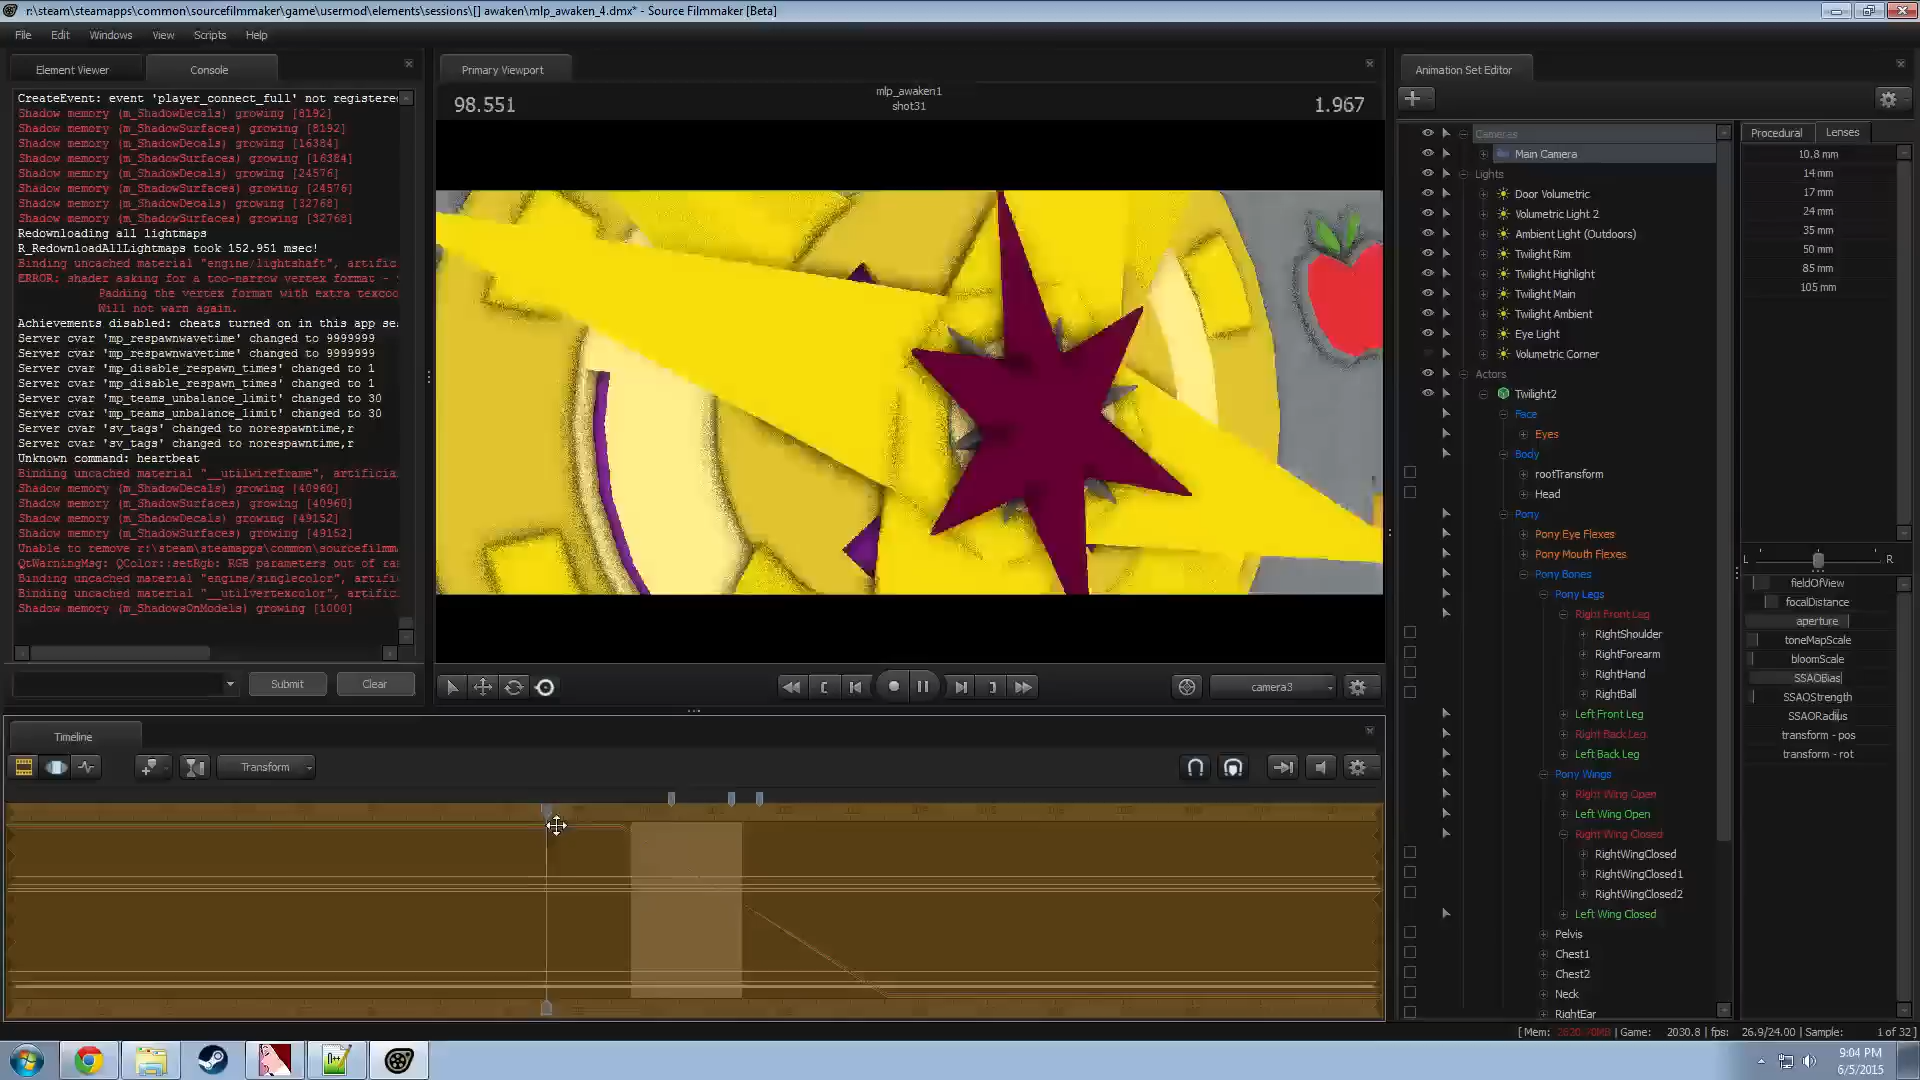 r:\steam\steamapps\common\sourcefilmmaker\game\usermod\elements\sessions\[] awaken\mlp_awaken_4.dmx* - Source Filmmaker [Beta]
File Edit Windows View Scripts Help
Element Viewer
Console
CreateEvent: event 'player_connect_full' not registered
Shadow memory (m_ShadowDecals) growing [8192]
Shadow memory (m_ShadowSurfaces) growing [8192]
Shadow memory (m_ShadowDecals) growing [16384]
Shadow memory (m_ShadowSurfaces) growing [16384]
Shadow memory (m_ShadowDecals) growing [24576]
Shadow memory (m_ShadowSurfaces) growing [24576]
Shadow memory (m_ShadowDecals) growing [32768]
Shadow memory (m_ShadowSurfaces) growing [32768]
Redownloading all lightmaps
R_RedownloadAllLightmaps took 152.951 msec!
Binding uncached material "engine/lightshaft", artific
ERROR: shader asking for a too-narrow vertex format -
Padding the vertex format with extra texcoo
Will not warn again.
Achievements disabled: cheats turned on in this app se
Server cvar 'mp_respawnwavetime' changed to 9999999
Server cvar 'mp_respawnwavetime' changed to 9999999
Server cvar 'mp_disable_respawn_times' changed to 1
Server cvar 'mp_disable_respawn_times' changed to 1
Server cvar 'mp_teams_unbalance_limit' changed to 30
Server cvar 'mp_teams_unbalance_limit' changed to 30
Server cvar 'sv_tags' changed to norespawntime,r
Server cvar 'sv_tags' changed to norespawntime,r
Unknown command: heartbeat
Binding uncached material "__utilwireframe", artificia
Shadow memory (m_ShadowDecals) growing [40960]
Shadow memory (m_ShadowSurfaces) growing [40960]
Shadow memory (m_ShadowDecals) growing [49152]
Shadow memory (m_ShadowSurfaces) growing [49152]
Unable to remove r:\steam\steamapps\common\sourcefilmm
QtWarningMsg: QColor::setRgb: RGB parameters out of ra
Binding uncached material "engine/singlecolor", artifi
Binding uncached material "__utilvertexcolor", artific
Shadow memory (m_ShadowsOnModels) growing [1000]
Submit
Clear
Primary Viewport
98.551
mlp_awaken1
shot31
1.967
camera3
Timeline
Transform
Animation Set Editor
Cameras
Main Camera
Lights
Door Volumetric
Volumetric Light 2
Ambient Light (Outdoors)
Twilight Rim
Twilight Highlight
Twilight Main
Twilight Ambient
Eye Light
Volumetric Corner
Actors
Twilight2
Face
Eyes
Body
rootTransform
Head
Pony
Pony Eye Flexes
Pony Mouth Flexes
Pony Bones
Pony Legs
Right Front Leg
RightShoulder
RightForearm
RightHand
RightBall
Left Front Leg
Right Back Leg
Left Back Leg
Pony Wings
Right Wing Open
Left Wing Open
Right Wing Closed
RightWingClosed
RightWingClosed1
RightWingClosed2
Left Wing Closed
Pelvis
Chest1
Chest2
Neck
RightEar
Procedural
Lenses
10.8 mm
14 mm
17 mm
24 mm
35 mm
50 mm
85 mm
105 mm
L
R
fieldOfView
focalDistance
aperture
toneMapScale
bloomScale
SSAOBias
SSAOStrength
SSAORadius
transform - pos
transform - rot
[ Mem: Game: 2030.8 | fps: 26.9/24.00 | Sample: 1 of 32 ]
9:04 PM
6/5/2015